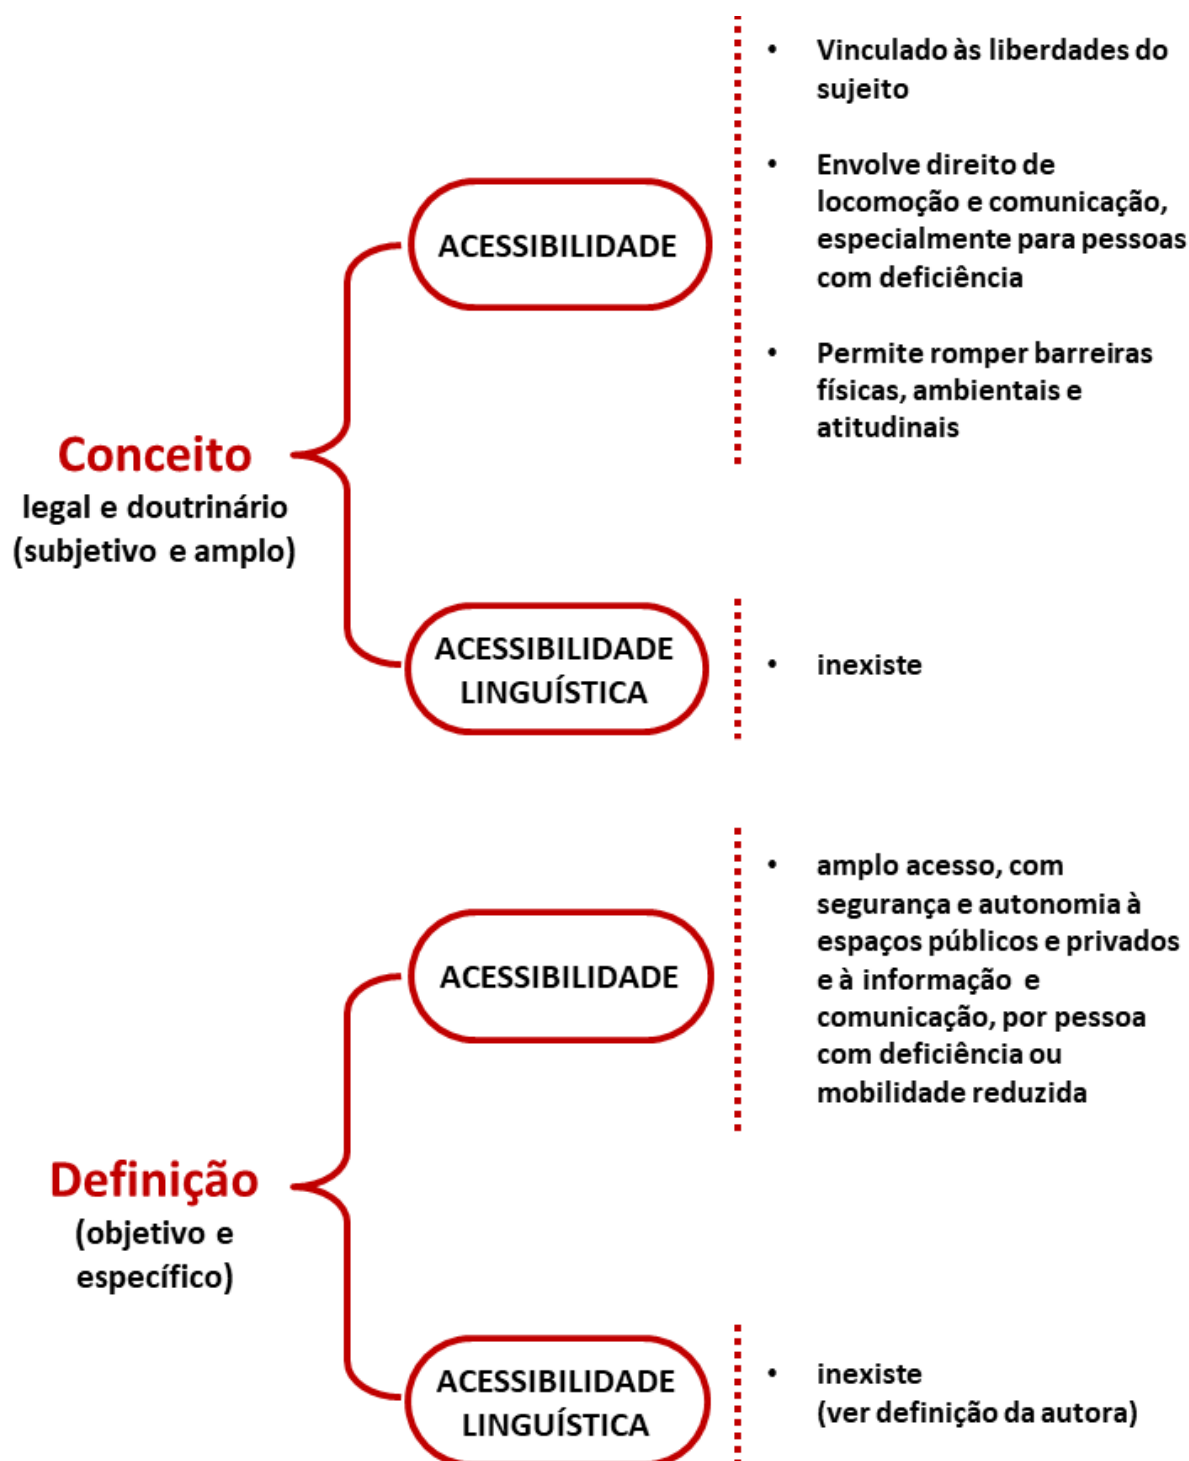 Conceito
legal e doutrinário
(subjetivo e amplo)
ACESSIBILIDADE
• Vinculado às liberdades do
sujeito
• Envolve direito de
locomoção e comunicação,
especialmente para pessoas
com deficiência
• Permite romper barreiras
físicas, ambientais e
atitudinais
ACESSIBILIDADE
LINGUÍSTICA
• inexiste
Definição
(objetivo e
específico)
ACESSIBILIDADE
• amplo acesso, com
segurança e autonomia à
espaços públicos e privados
e à informação e
comunicação, por pessoa
com deficiência ou
mobilidade reduzida
ACESSIBILIDADE
LINGUÍSTICA
• inexiste
(ver definição da autora)